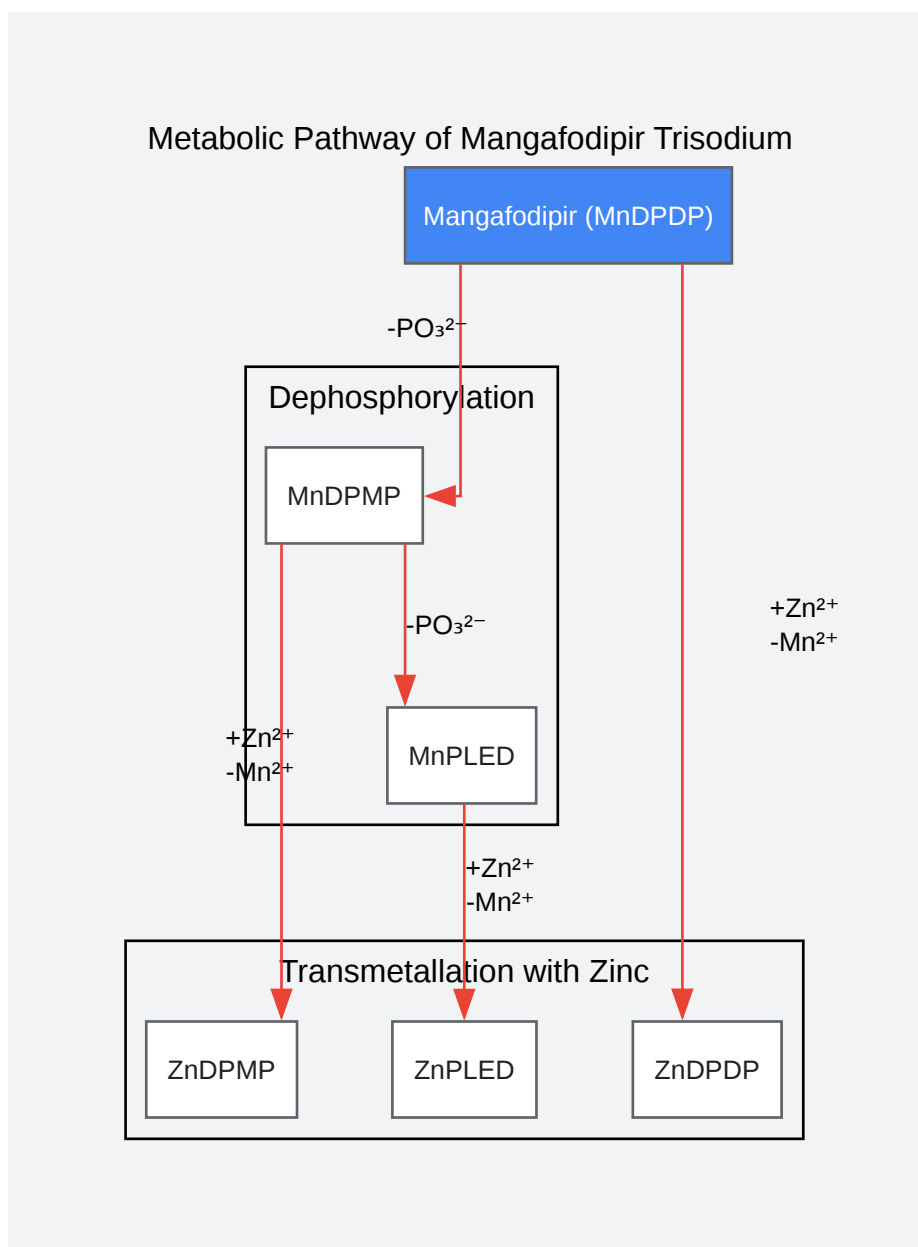 Metabolic Pathway of Mangafodipir Trisodium
Mangafodipir (MnDPDP)
-PO₃²⁻
Dephosphorylation
MnDPMP
+Zn²⁺
-Mn²⁺
-PO₃²⁻
+Zn²⁺
-Mn²⁺
MnPLED
+Zn²⁺
-Mn²⁺
Transmetallation with Zinc
ZnDPMP
ZnPLED
ZnDPDP